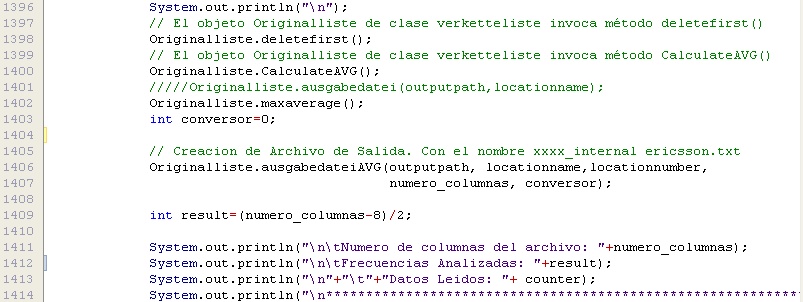 1396 System.out.println("\n");
1397 // El objeto Originalliste de clase verketteliste invoca método deletefirst()
1398 Originalliste.deletefirst();
1399 // El objeto Originalliste de clase verketteliste invoca método CalculateAVG()
1400 Originalliste.CalculateAVG();
1401 /////Originalliste.ausgabedatei(outputpath,locationname);
1402 Originalliste.maxaverage();
1403 int conversor=0;
1404
1405 // Creacion de Archivo de Salida. Con el nombre xxxx_internal ericsson.txt
1406 Originalliste.ausgabedateiAVG(outputpath, locationname,locationnumber,
1407 numero_columnas, conversor);
1408
1409 int result=(numero_columnas-8)/2;
1410
1411 System.out.println("\n\tNumero de columnas del archivo: "+numero_columnas);
1412 System.out.println("\n\tFrecuencias Analizadas: "+result);
1413 System.out.println("\n"+"\t"+"Datos Leidos: "+ counter);
1414 System.out.println("\n************************************************************